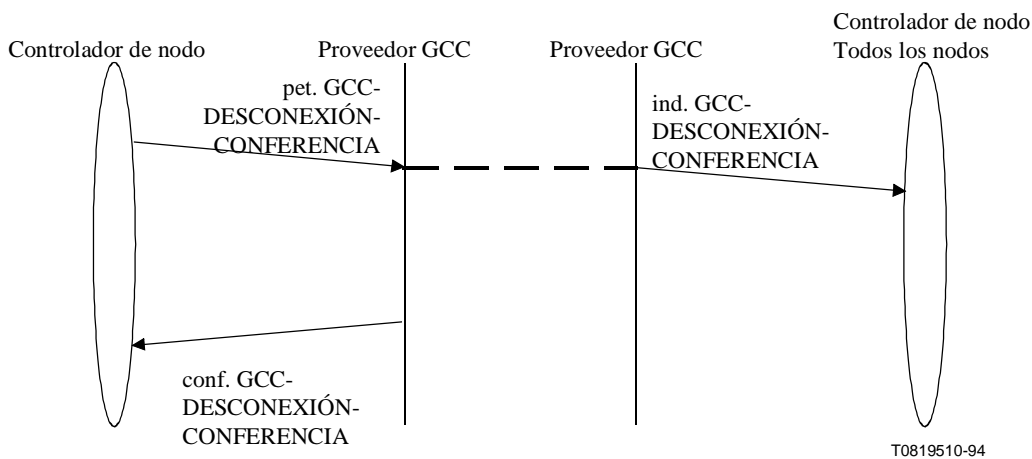 Controlador de nodo
Proveedor GCC
Proveedor GCC
Controlador de nodo
Todos los nodos
pet. GCC-
DESCONEXIÓN-
CONFERENCIA
ind. GCC-
DESCONEXIÓN-
CONFERENCIA
conf. GCC-
DESCONEXIÓN-
CONFERENCIA
T0819510-94